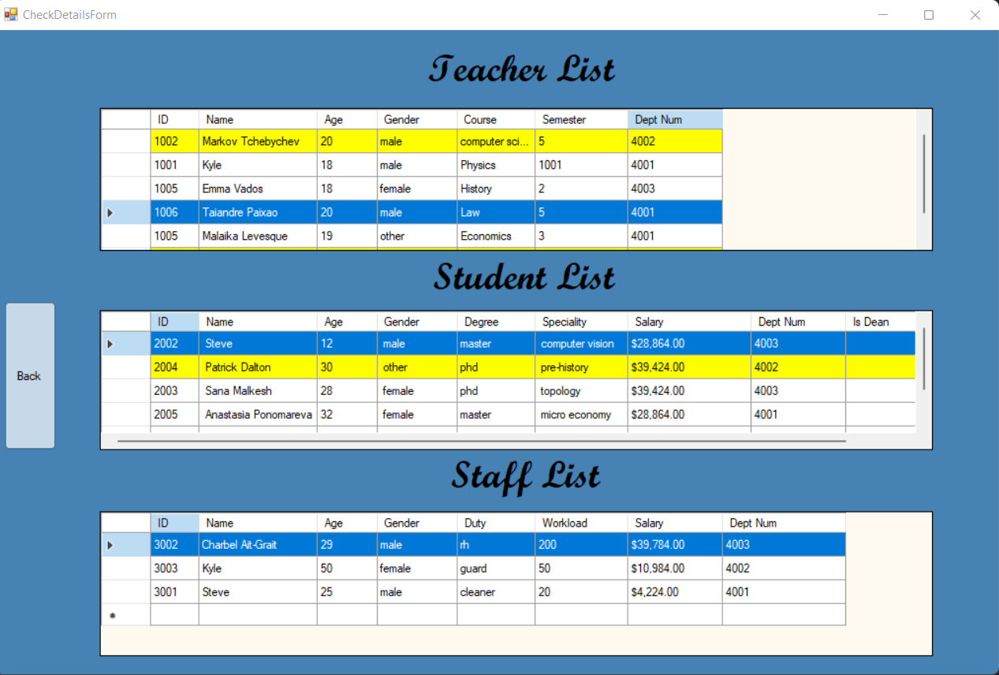 CheckDetailsForm
Teacher List
ID Name Age Gender Course Semester Dept Num
1002 Markov Tchebychev 20 male computer sci... 5 4002
1001 Kyle 18 male Physics 1001 4001
1005 Emma Vados 18 female History 2 4003
1006 Taiandre Paixao 20 male Law 5 4001
1005 Malaika Levesque 19 other Economics 3 4001
Student List
ID Name Age Gender Degree Speciality Salary Dept Num Is Dean
2002 Steve 12 male master computer vision $28,864.00 4003
2004 Patrick Dalton 30 other phd pre-history $39,424.00 4002
Back
2003 Sana Malkesh 28 female phd topology $39,424.00 4003
2005 Anastasia Ponomareva 32 female master micro economy $28,864.00 4001
Staff List
ID Name Age Gender Duty Workload Salary Dept Num
3002 Charbel Ait-Grait 29 male rh 200 $39,784.00 4003
3003 Kyle 50 female guard 50 $10,984.00 4002
3001 Steve 25 male cleaner 20 $4,224.00 4001